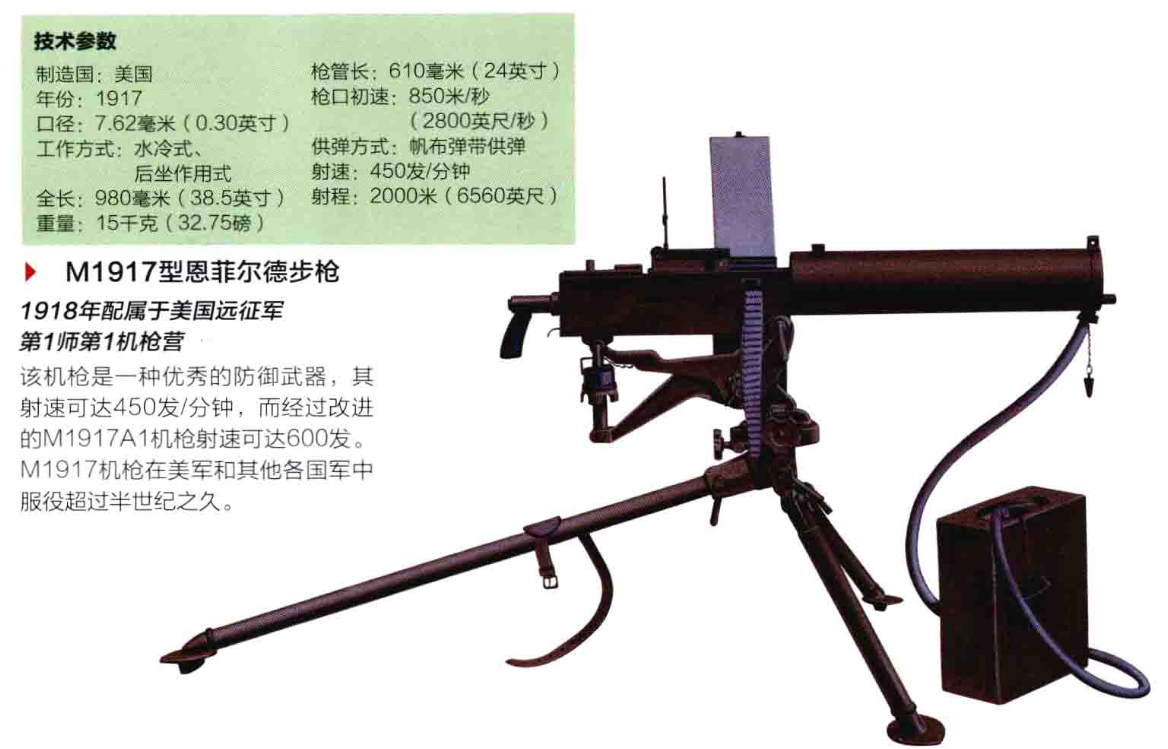 技术参数
制造国：美国
年份：1917
口径：7.62毫米（0.30英寸）
工作方式：水冷式、
后坐作用式
全长：980毫米（38.5英寸）
重量：15千克（32.75磅）
枪管长：610毫米（24英寸）
枪口初速：850米/秒
（2800英尺/秒）
供弹方式：帆布弹带供弹
射速：450发/分钟
射程：2000米（6560英尺）
M1917型恩菲尔德步枪
1918年配属于美国远征军
第1师第1机枪营
该机枪是一种优秀的防御武器，其
射速可达450发/分钟，而经过改进
的M1917A1机枪射速可达600发。
M1917机枪在美军和其他各国军中
服役超过半世纪之久。